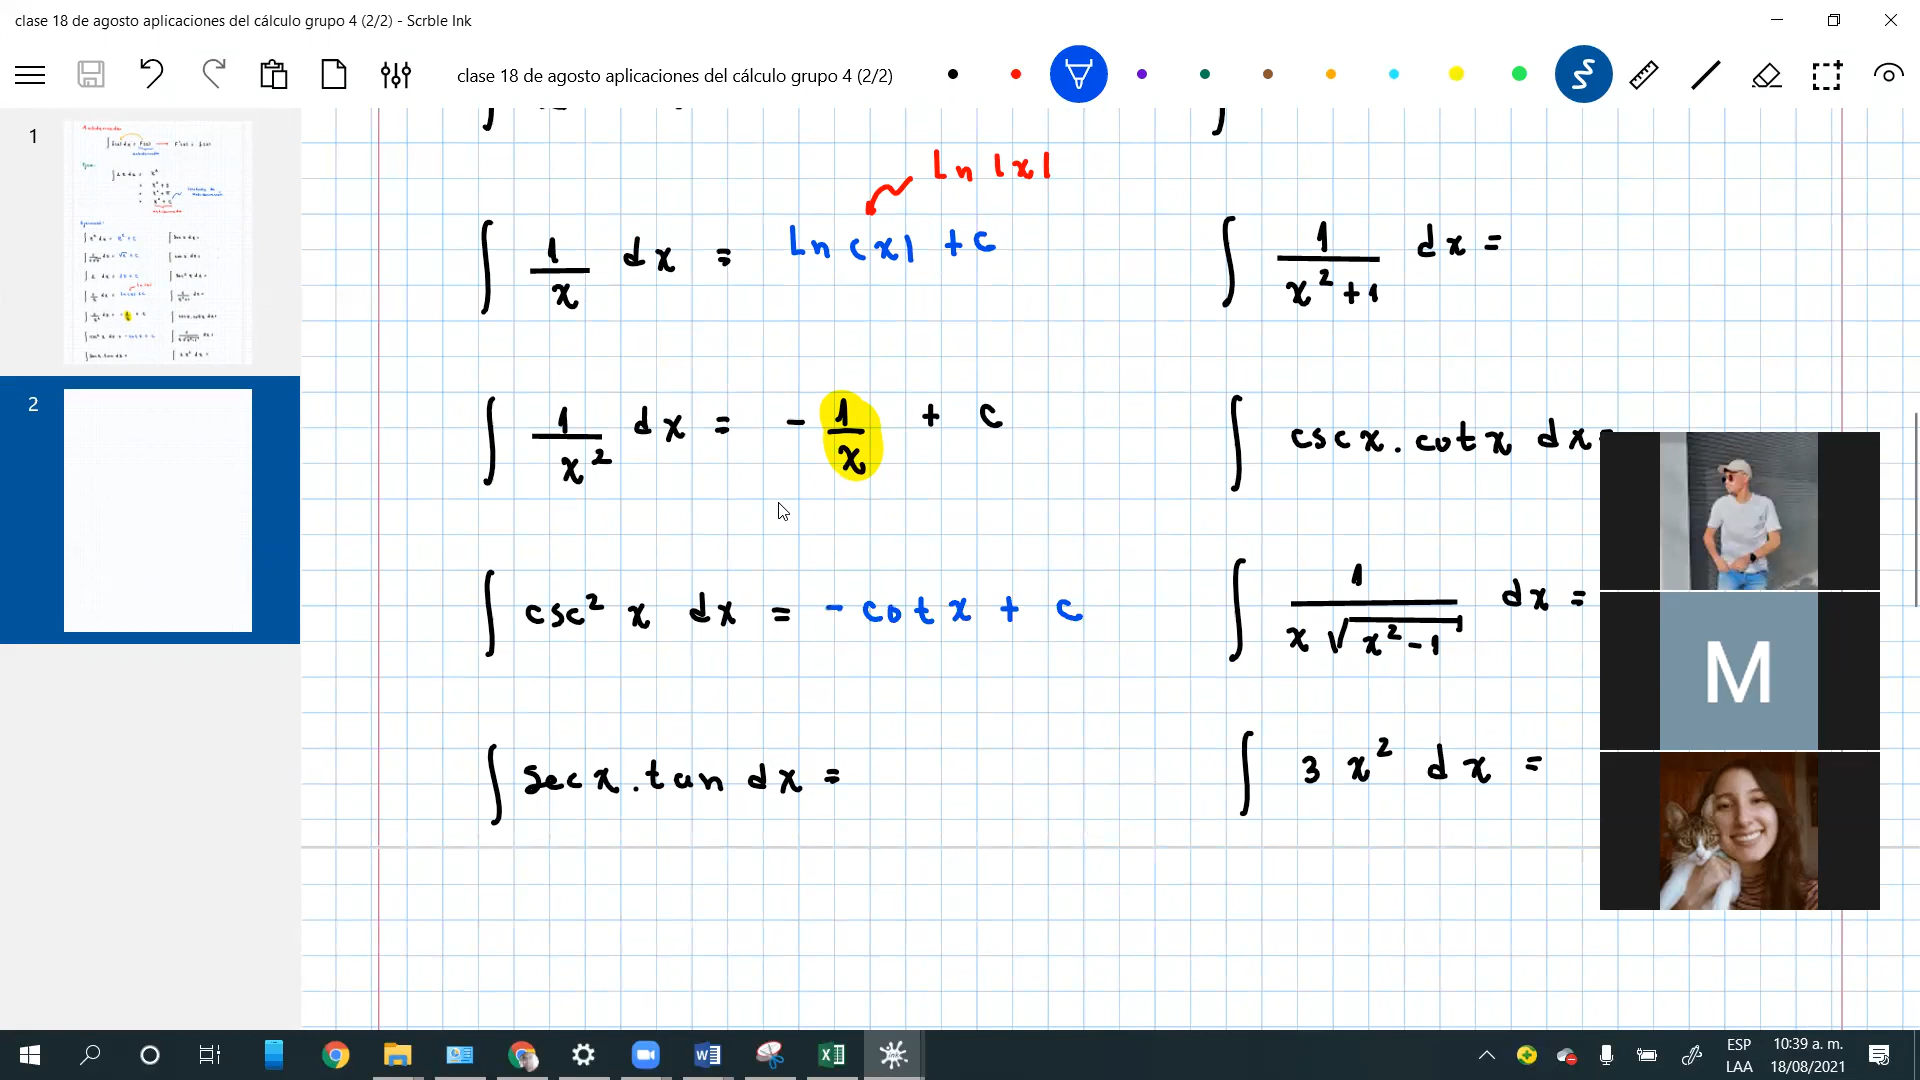 clase 18 de agosto aplicaciones del cálculo grupo 4 (2/2) - Scrble Ink
clase 18 de agosto aplicaciones del cálculo grupo 4 (2/2)
1
2
Ln |x|
∫ 1/x dx = Ln (x) + c
∫ 1/x² dx = - 1/x + c
∫ csc² x dx = - cot x + c
∫ sec x . tan dx =
∫ 1/(x² + 1) dx =
∫ csc x . cot x dx =
∫ 1/(x √(x² - 1)) dx =
∫ 3 x² dx =
M
ESP
LAA
10:39 a. m.
18/08/2021